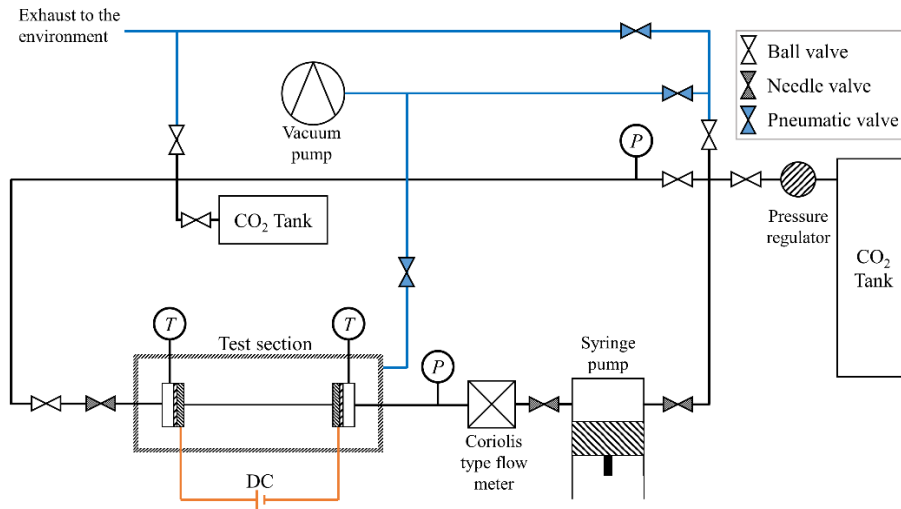 Exhaust to the
environment
Ball valve
Needle valve
Pneumatic valve
Vacuum
pump
P
CO₂ Tank
Pressure
regulator
CO₂
Tank
T
T
Test section
P
Syringe
pump
Coriolis
type flow
meter
DC